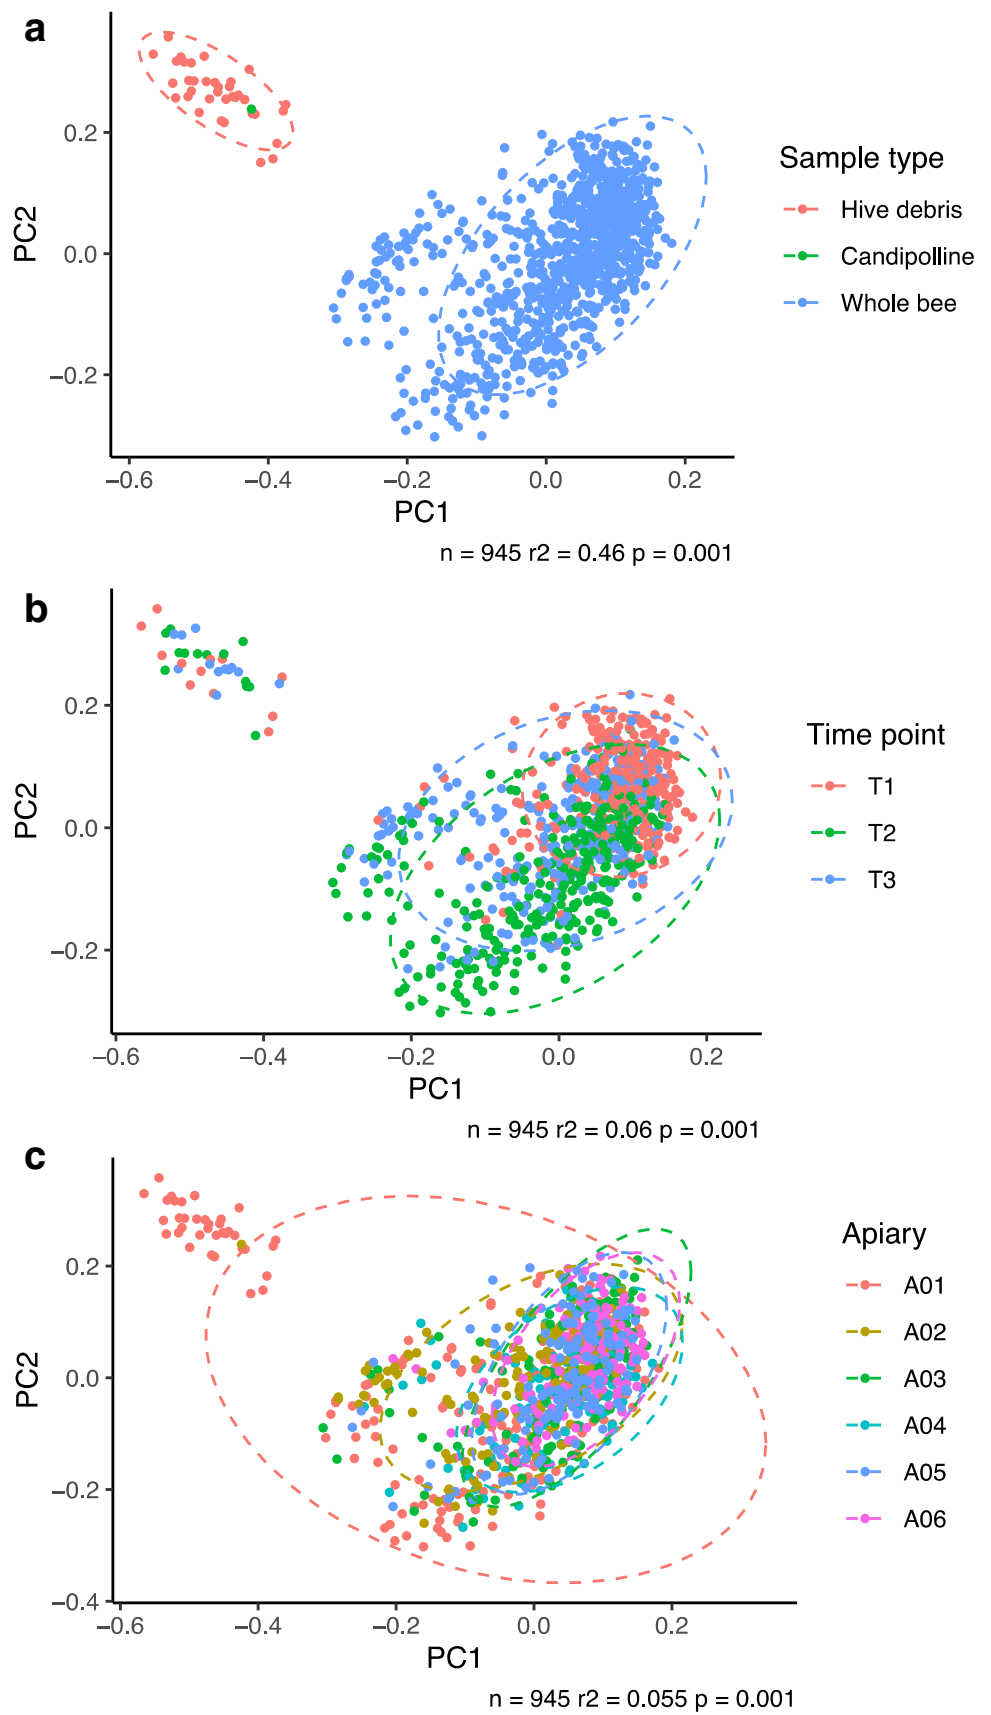 a
0.2
0.0
−0.2
PC2
−0.6
−0.4
−0.2
0.0
0.2
PC1
n = 945 r2 = 0.46 p = 0.001
Sample type
Hive debris
Candipolline
Whole bee
b
0.2
0.0
−0.2
PC2
−0.6
−0.4
−0.2
0.0
0.2
PC1
n = 945 r2 = 0.06 p = 0.001
Time point
T1
T2
T3
c
0.2
0.0
−0.2
−0.4
PC2
−0.6
−0.4
−0.2
0.0
0.2
PC1
n = 945 r2 = 0.055 p = 0.001
Apiary
A01
A02
A03
A04
A05
A06